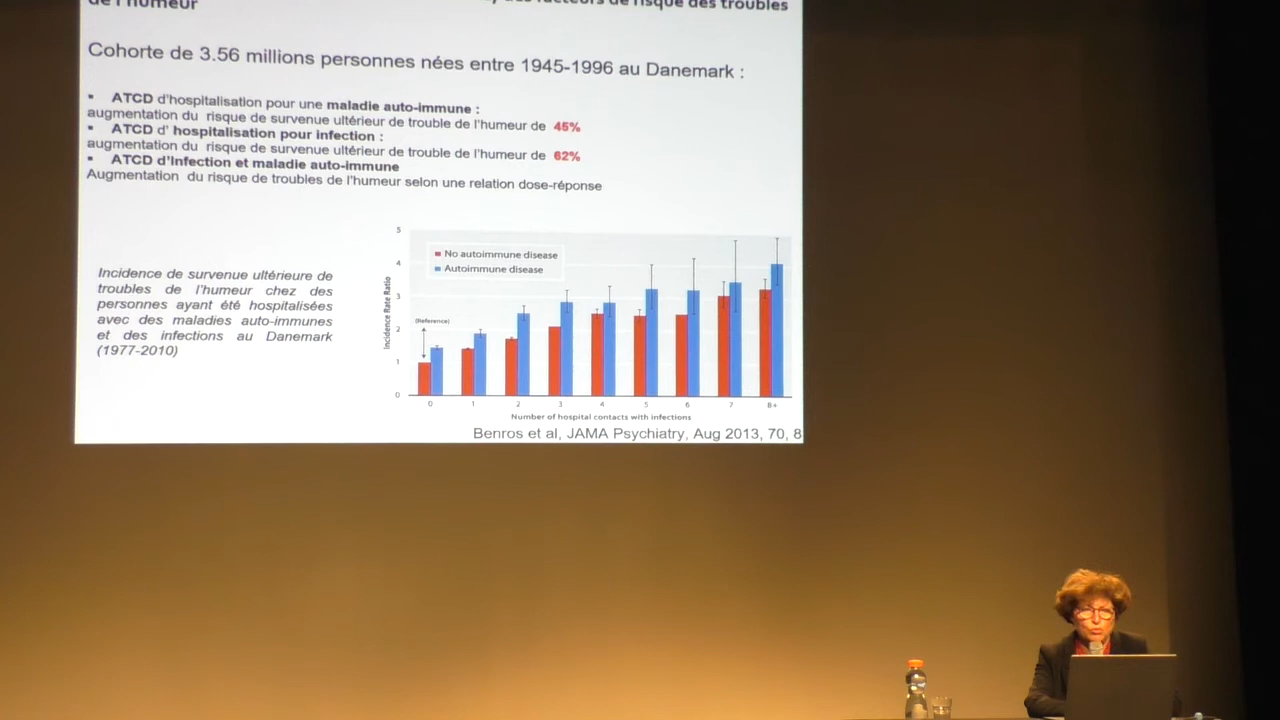 des facteurs de risque des troubles
de l'humeur
Cohorte de 3.56 millions personnes nées entre 1945-1996 au Danemark :
▪ ATCD d'hospitalisation pour une maladie auto-immune :
augmentation du risque de survenue ultérieur de trouble de l'humeur de 45%
▪ ATCD d' hospitalisation pour infection :
augmentation du risque de survenue ultérieur de trouble de l'humeur de 62%
▪ ATCD d'Infection et maladie auto-immune
Augmentation du risque de troubles de l'humeur selon une relation dose-réponse
Incidence de survenue ultérieure de
troubles de l'humeur chez des
personnes ayant été hospitalisées
avec des maladies auto-immunes
et des infections au Danemark
(1977-2010)
Incidence Rate Ratio
5
4
3
2
1
0
No autoimmune disease
Autoimmune disease
(Reference)
0 1 2 3 4 5 6 7 8+
Number of hospital contacts with infections
Benros et al, JAMA Psychiatry, Aug 2013, 70, 8